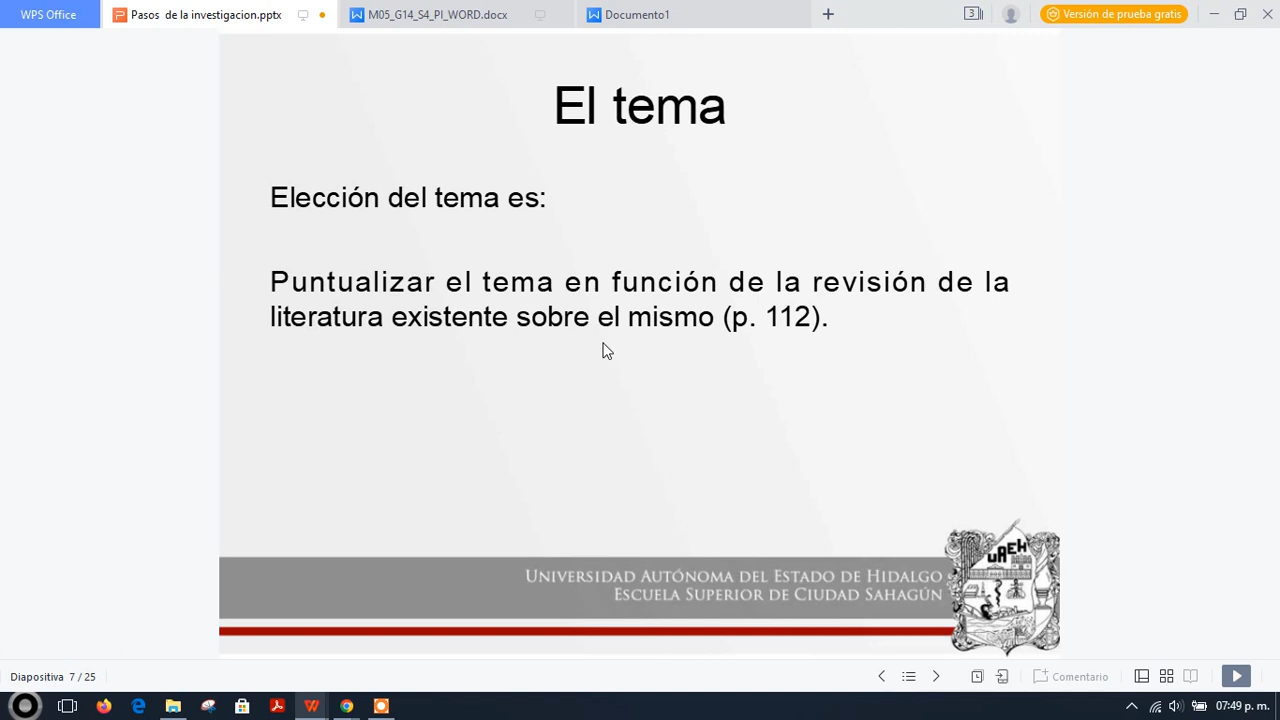 WPS Office
Pasos de la investigacion.pptx
M05_G14_S4_PI_WORD.docx
Documento1
3
Versión de prueba gratis
El tema
Elección del tema es:
Puntualizar el tema en función de la revisión de la
literatura existente sobre el mismo (p. 112).
UAEH
UNIVERSIDAD AUTÓNOMA DEL ESTADO DE HIDALGO
ESCUELA SUPERIOR DE CIUDAD SAHAGÚN
Diapositiva 7 / 25
Comentario
07:49 p. m.